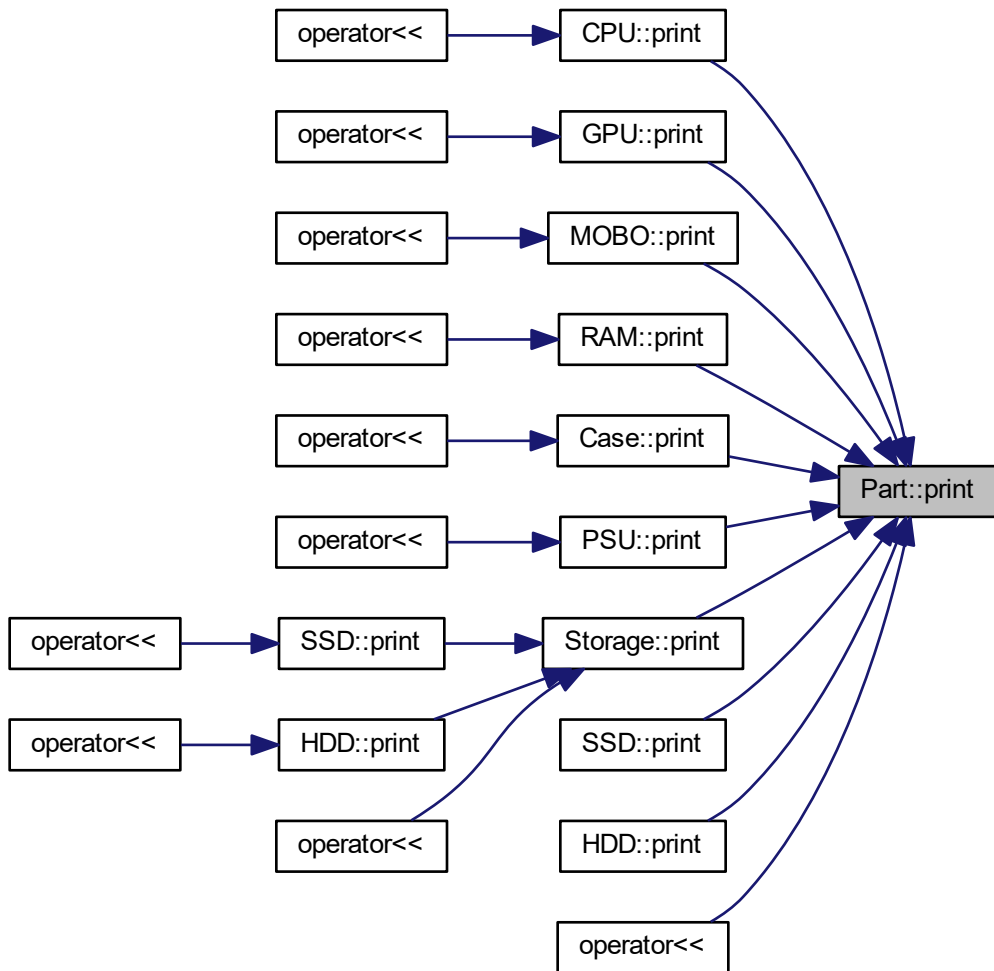 operator<< CPU::print
operator<< GPU::print
operator<< MOBO::print
operator<< RAM::print
operator<< Case::print
Part::print
operator<< PSU::print
operator<< SSD::print Storage::print
operator<< HDD::print SSD::print
operator<< HDD::print
operator<<